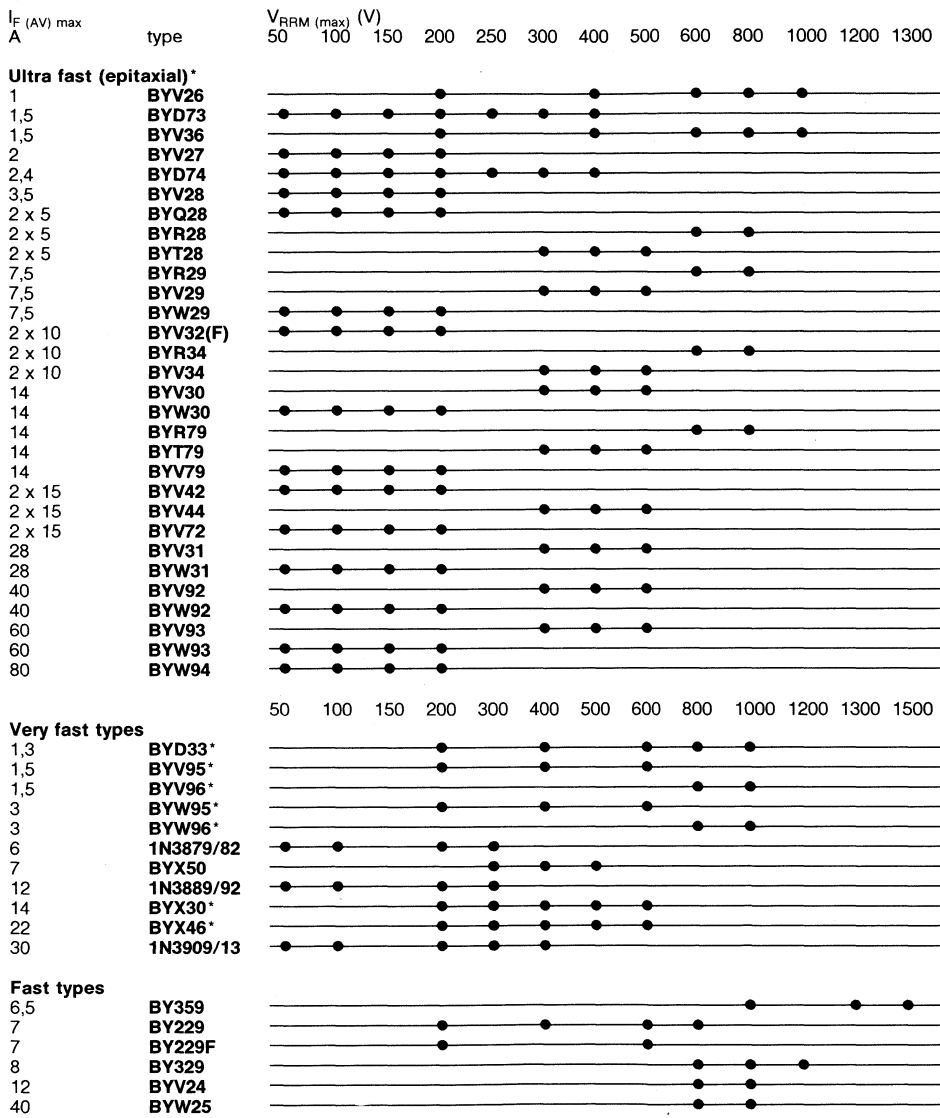 I F (AV) max V RRM (max) (V)
A type 50 100 150 200 250 300 400 600 800 1000 1200 1300
Ultra fast (epitaxial)*
1 BYV26
1,5 BYD73
1,5 BYV36
2 BYV27
2,4 BYD74
3,5 BYV28
2 x 5 BYQ28
2 x 5 BYR28
2 x 5 BYT28
7,5 BYR29
7,5 BYV29
7,5 BYW29
2 x 10 BYV32(F)
2 x 10 BYR34
2 x 10 BYV34
14 BYV30
14 BYW30
14 BYR79
14 BYT79
14 BYV79
2 x 15 BYV42
2 x 15 BYV44
2 x 15 BYV72
28 BYV31
28 BYW31
40 BYV92
40 BYW92
60 BYV93
60 BYW93
80 BYW94
50 100 200 300 400 500 600 800 1000 1200 1300 1500
Very fast types
1,3 BYD33*
1,5 BYV95*
1,5 BYV96*
3 BYW95*
3 BYW96*
6 1N3879/82
7 BYX50
12 1N3889/92
14 BYX30*
22 BYX46*
30 1N3909/13
Fast types
6,5 BY359
7 BY229
7 BY229F
8 BY329
12 BYV24
40 BYW25